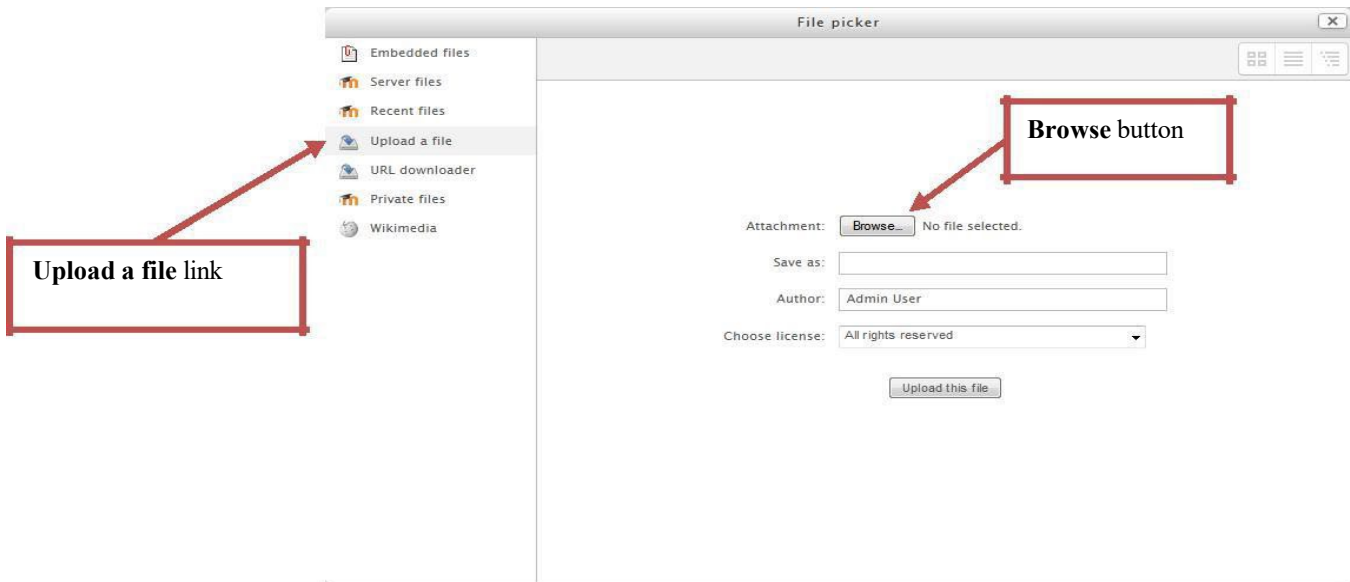 File picker
Embedded files
Server files
Recent files
Upload a file
URL downloader
Private files
Wikimedia
Upload a file link
Browse button
Attachment: Browse... No file selected.
Save as:
Author: Admin User
Choose license: All rights reserved
Upload this file